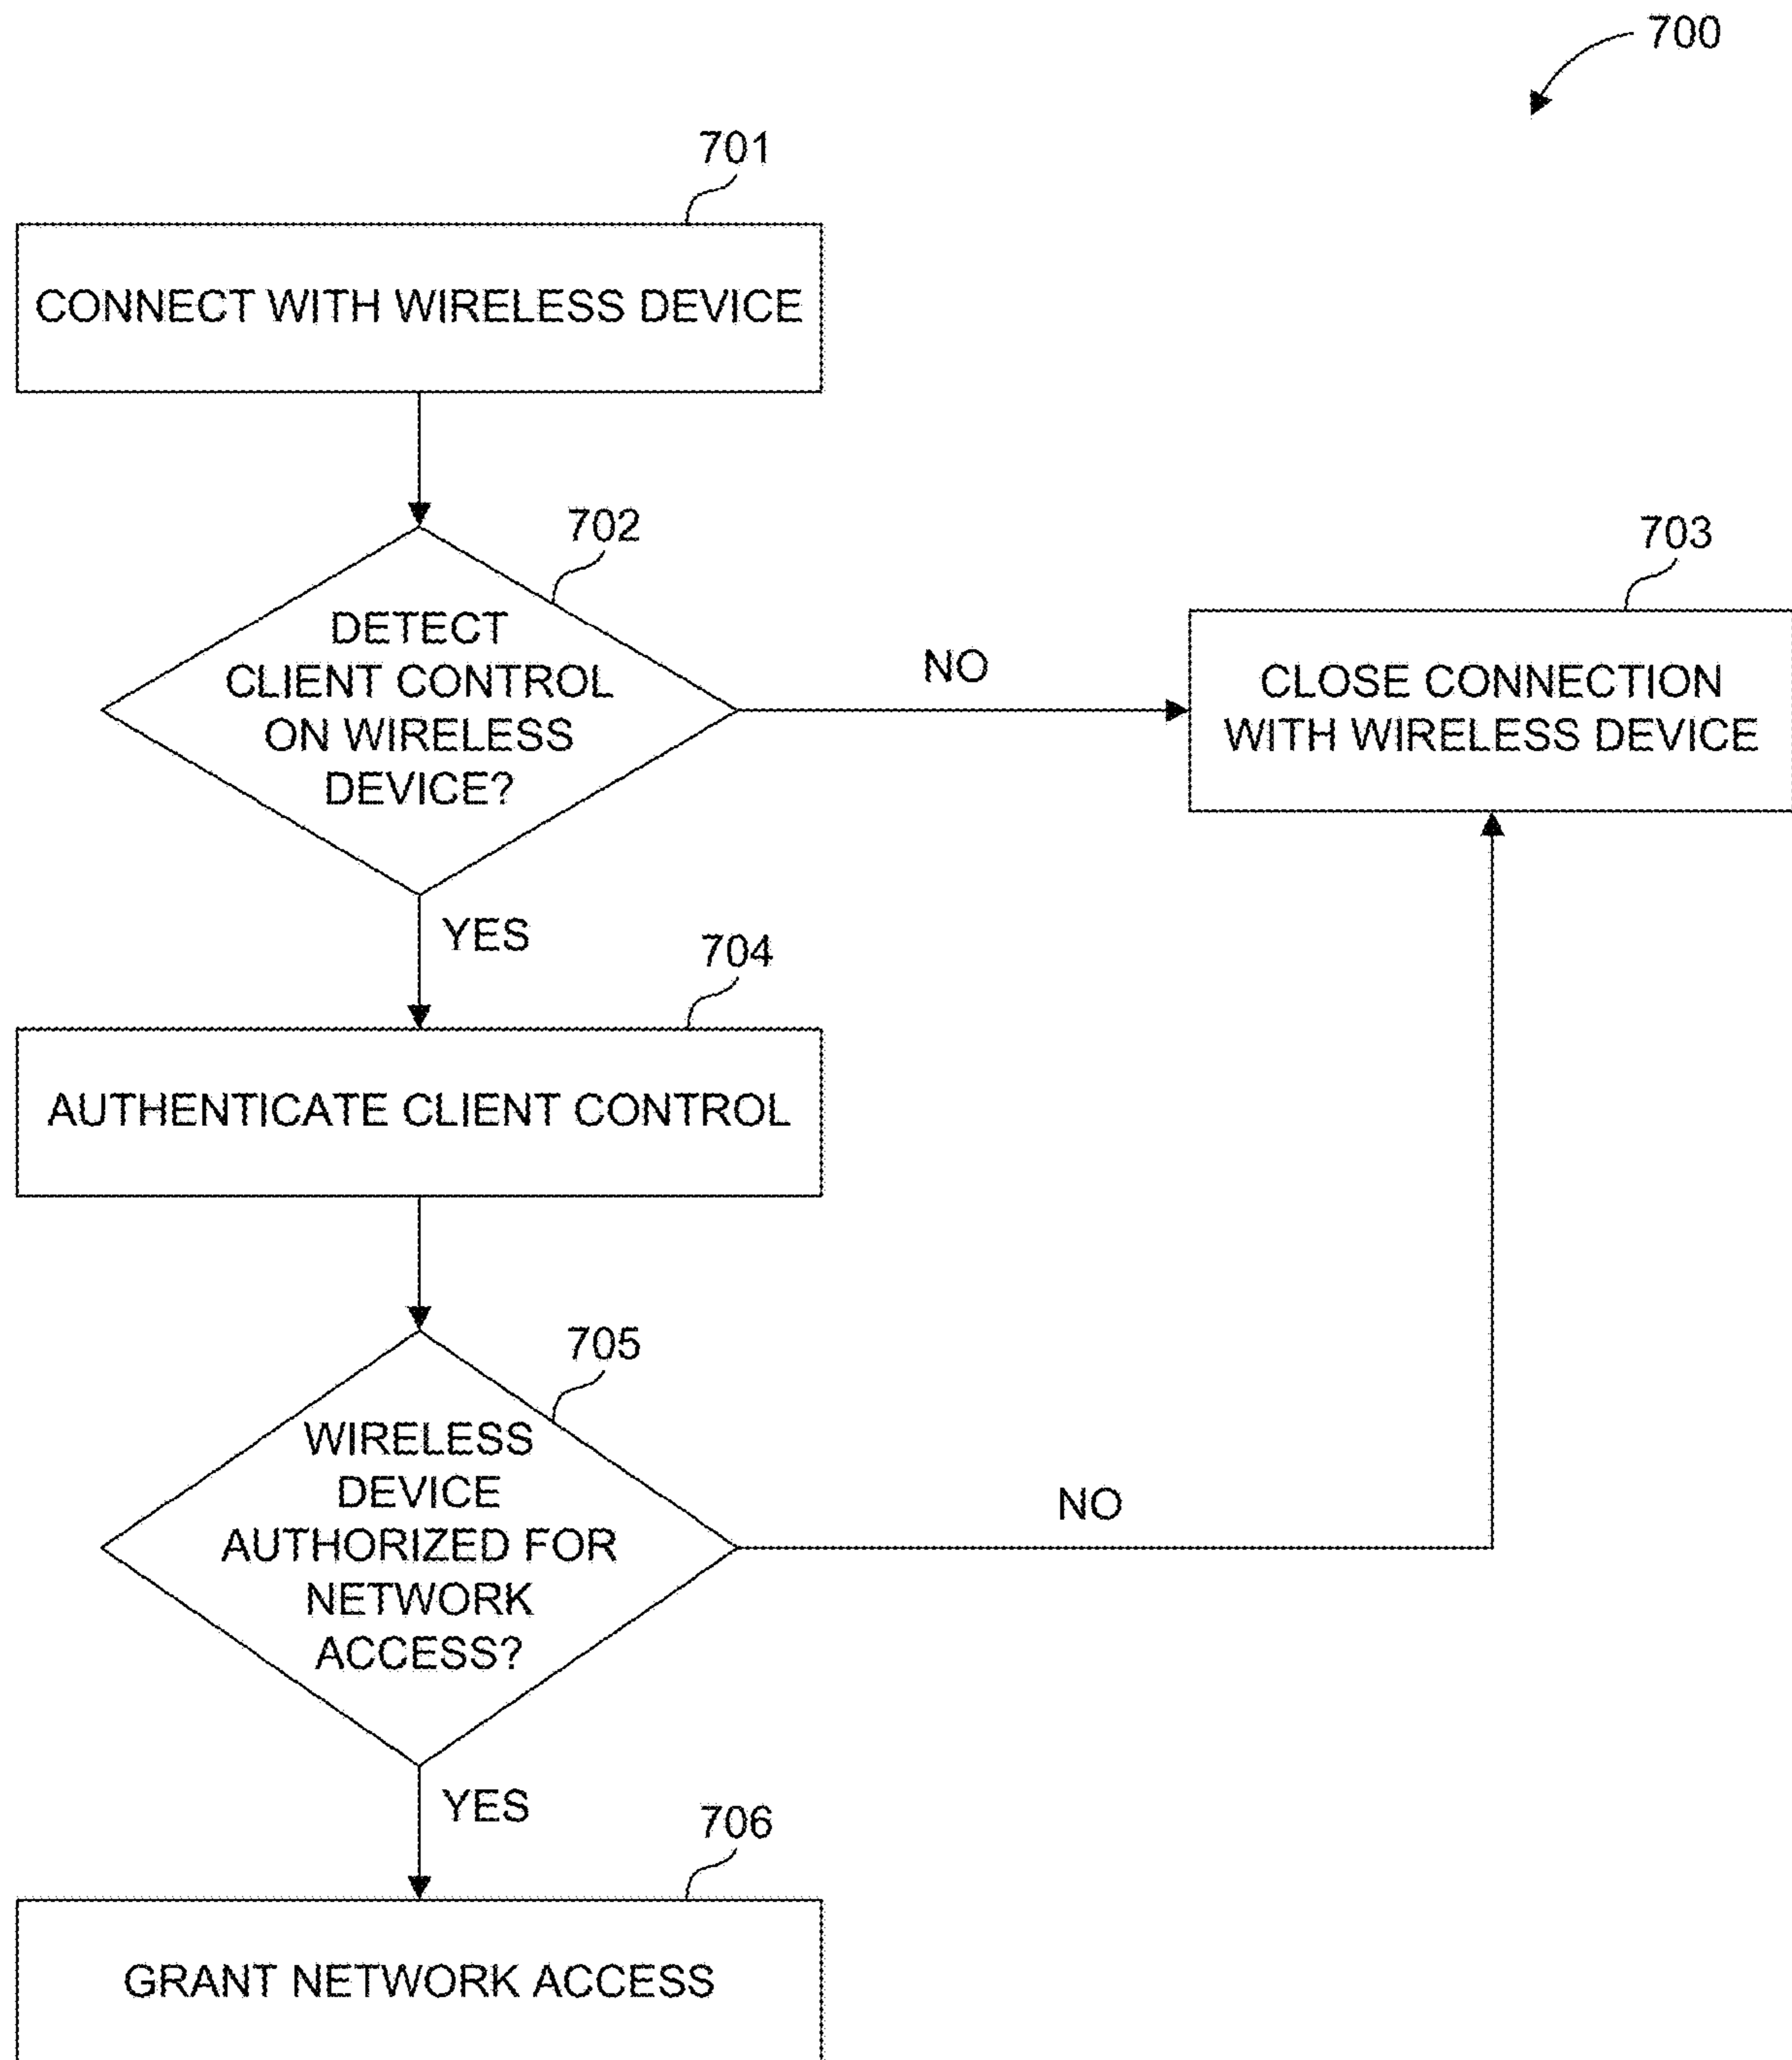 700
701
CONNECT WITH WIRELESS DEVICE
702
DETECT
CLIENT CONTROL
ON WIRELESS
DEVICE?
NO
703
CLOSE CONNECTION
WITH WIRELESS DEVICE
YES
704
AUTHENTICATE CLIENT CONTROL
705
WIRELESS
DEVICE
AUTHORIZED FOR
NETWORK
ACCESS?
NO
YES
706
GRANT NETWORK ACCESS